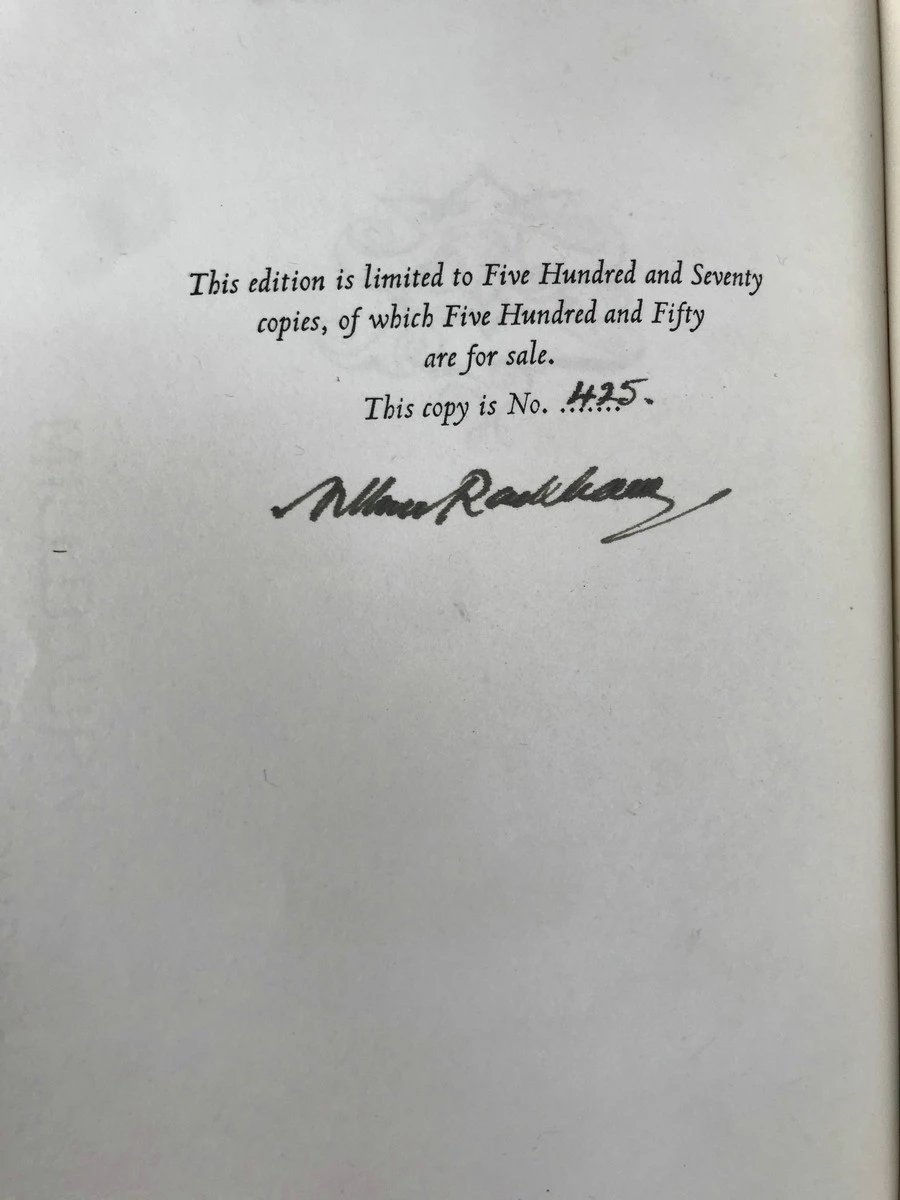 This edition is limited to Five Hundred and Seventy
copies, of which Five Hundred and Fifty
are for sale.
This copy is No. 425.
Arthur Rackham